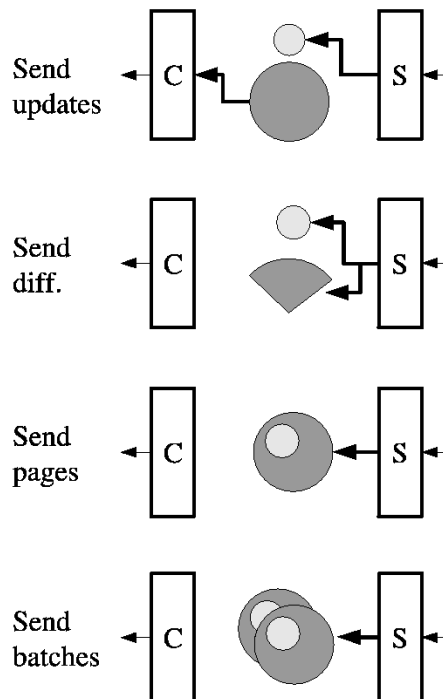 Send
updates
C
S
Send
diff.
C
S
Send
pages
C
S
Send
batches
C
S